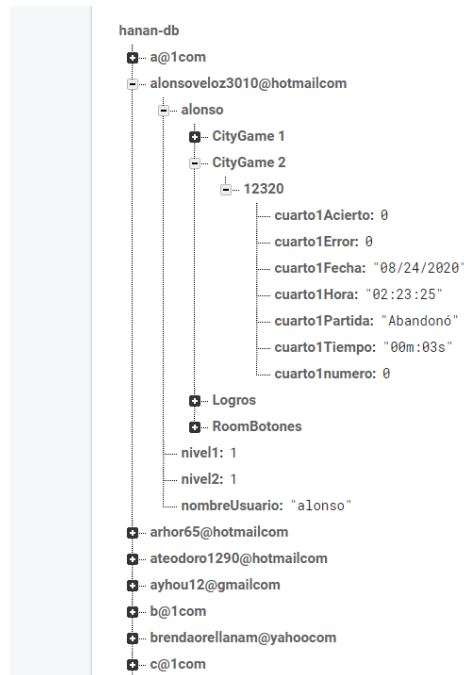 hanan-db
a@1com
alonsoveloz3010@hotmailcom
alonso
CityGame 1
CityGame 2
12320
cuarto1Acierto: 0
cuarto1Error: 0
cuarto1Fecha: "08/24/2020"
cuarto1Hora: "02:23:25"
cuarto1Partida: "Abandonó"
cuarto1Tiempo: "00m:03s"
cuarto1numero: 0
Logros
RoomBotones
nivel1: 1
nivel2: 1
nombreUsuario: "alonso"
arhor65@hotmailcom
ateodoro1290@hotmailcom
ayhou12@gmailcom
b@1com
brendaorellanam@yahoocom
c@1com